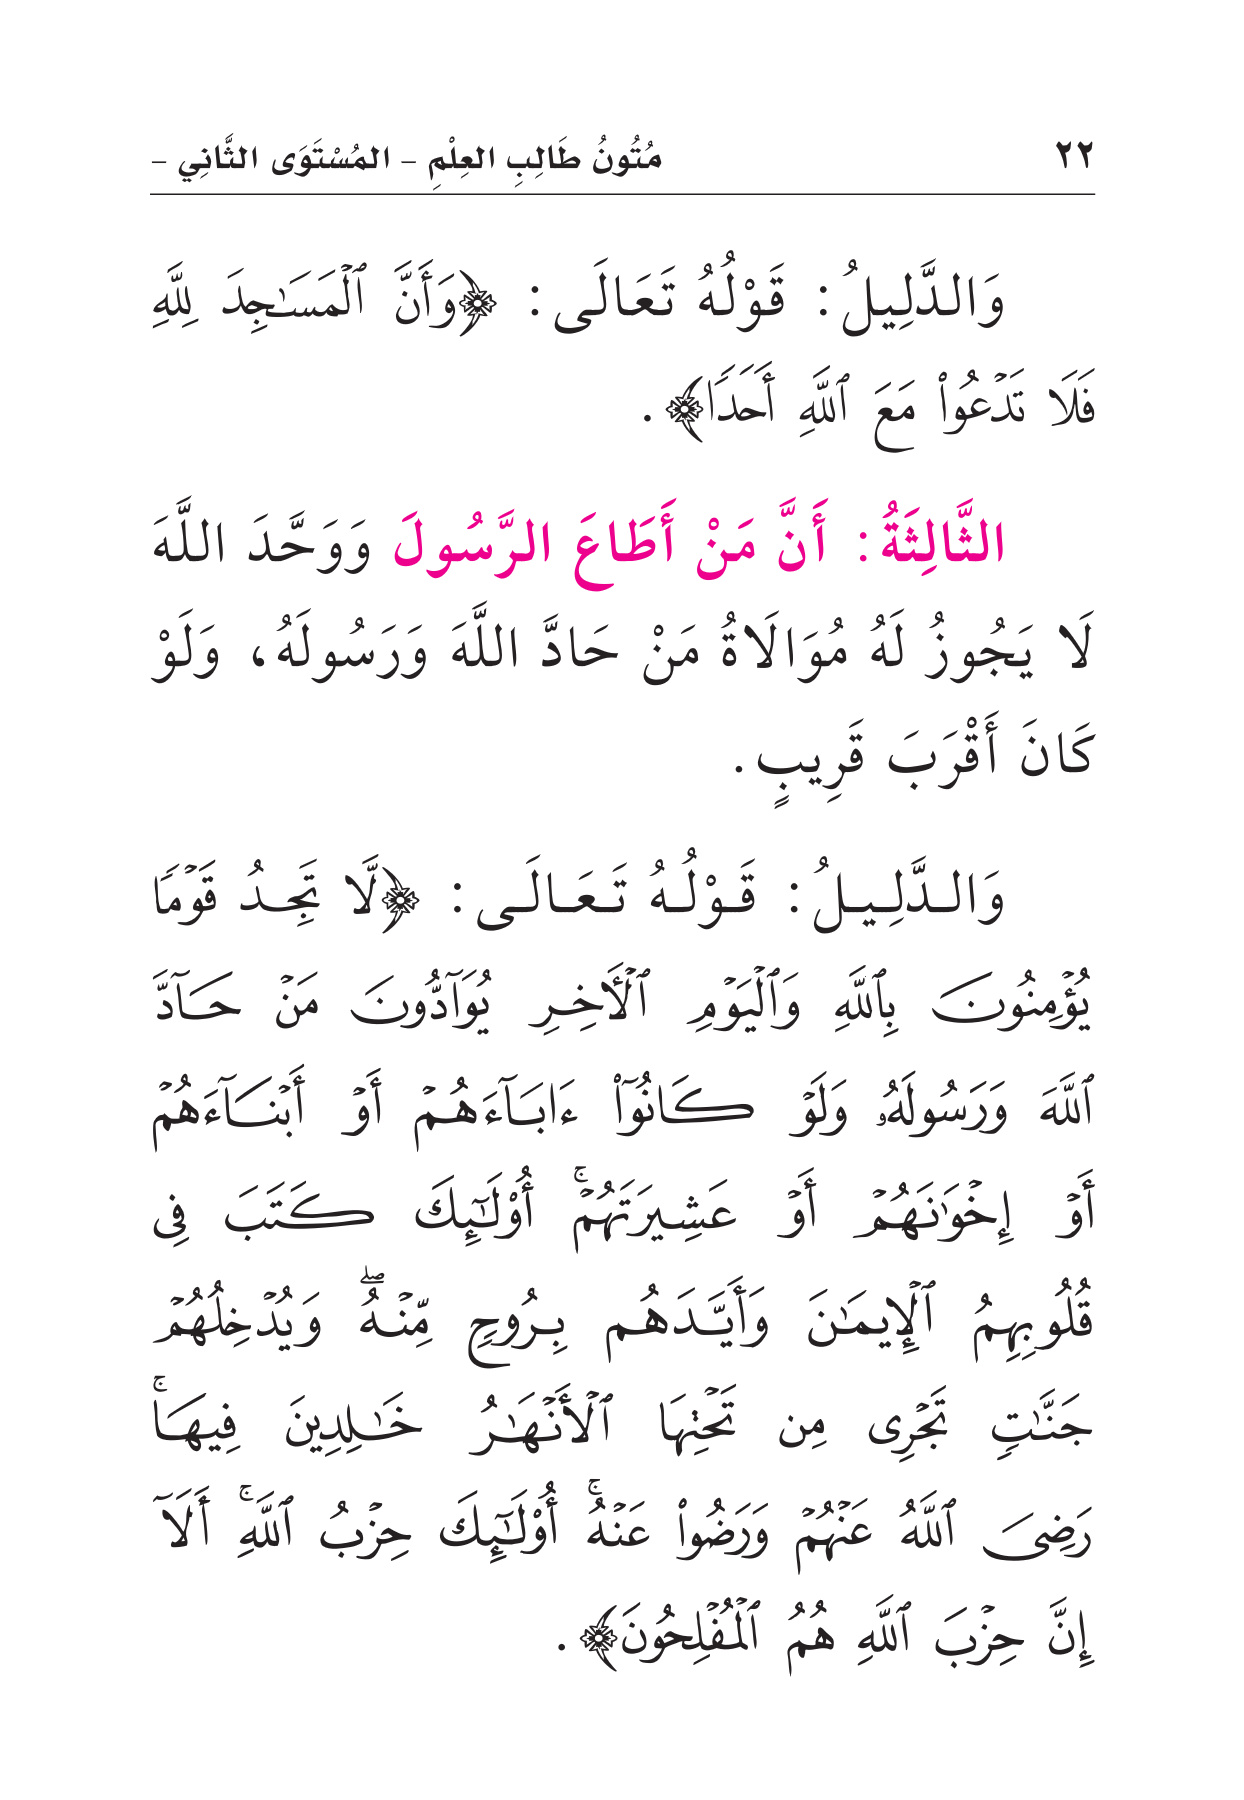 ٢٢ مُتُونُ طَالِبِ العِلْمِ – المُسْتَوَى الثَّانِي –
وَالدَّلِيلُ: قَوْلُهُ تَعَالَى: ﴿وَأَنَّ ٱلْمَسَـٰجِدَ لِلَّهِ
فَلَا تَدْعُوا۟ مَعَ ٱللَّهِ أَحَدًا﴾.
الثَّالِثَةُ: أَنَّ مَنْ أَطَاعَ الرَّسُولَ وَوَحَّدَ اللَّهَ
لَا يَجُوزُ لَهُ مُوَالَاةُ مَنْ حَادَّ اللَّهَ وَرَسُولَهُ، وَلَوْ
كَانَ أَقْرَبَ قَرِيبٍ.
وَالدَّلِيلُ: قَوْلُهُ تَعَالَى: ﴿لَّا تَجِدُ قَوْمًا
يُؤْمِنُونَ بِٱللَّهِ وَٱلْيَوْمِ ٱلْأَخِرِ يُوَآدُّونَ مَنْ حَآدَّ
ٱللَّهَ وَرَسُولَهُۥ وَلَوْ كَانُوٓا۟ ءَابَآءَهُمْ أَوْ أَبْنَآءَهُمْ
أَوْ إِخْوَٰنَهُمْ أَوْ عَشِيرَتَهُمْۚ أُو۟لَـٰٓئِكَ كَتَبَ فِى
قُلُوبِهِمُ ٱلْإِيمَـٰنَ وَأَيَّدَهُم بِرُوحٍ مِّنْهُۖ وَيُدْخِلُهُمْ
جَنَّـٰتٍ تَجْرِى مِن تَحْتِهَا ٱلْأَنْهَـٰرُ خَـٰلِدِينَ فِيهَاۚ
رَضِىَ ٱللَّهُ عَنْهُمْ وَرَضُوا۟ عَنْهُۚ أُو۟لَـٰٓئِكَ حِزْبُ ٱللَّهِۚ أَلَآ
إِنَّ حِزْبَ ٱللَّهِ هُمُ ٱلْمُفْلِحُونَ﴾.